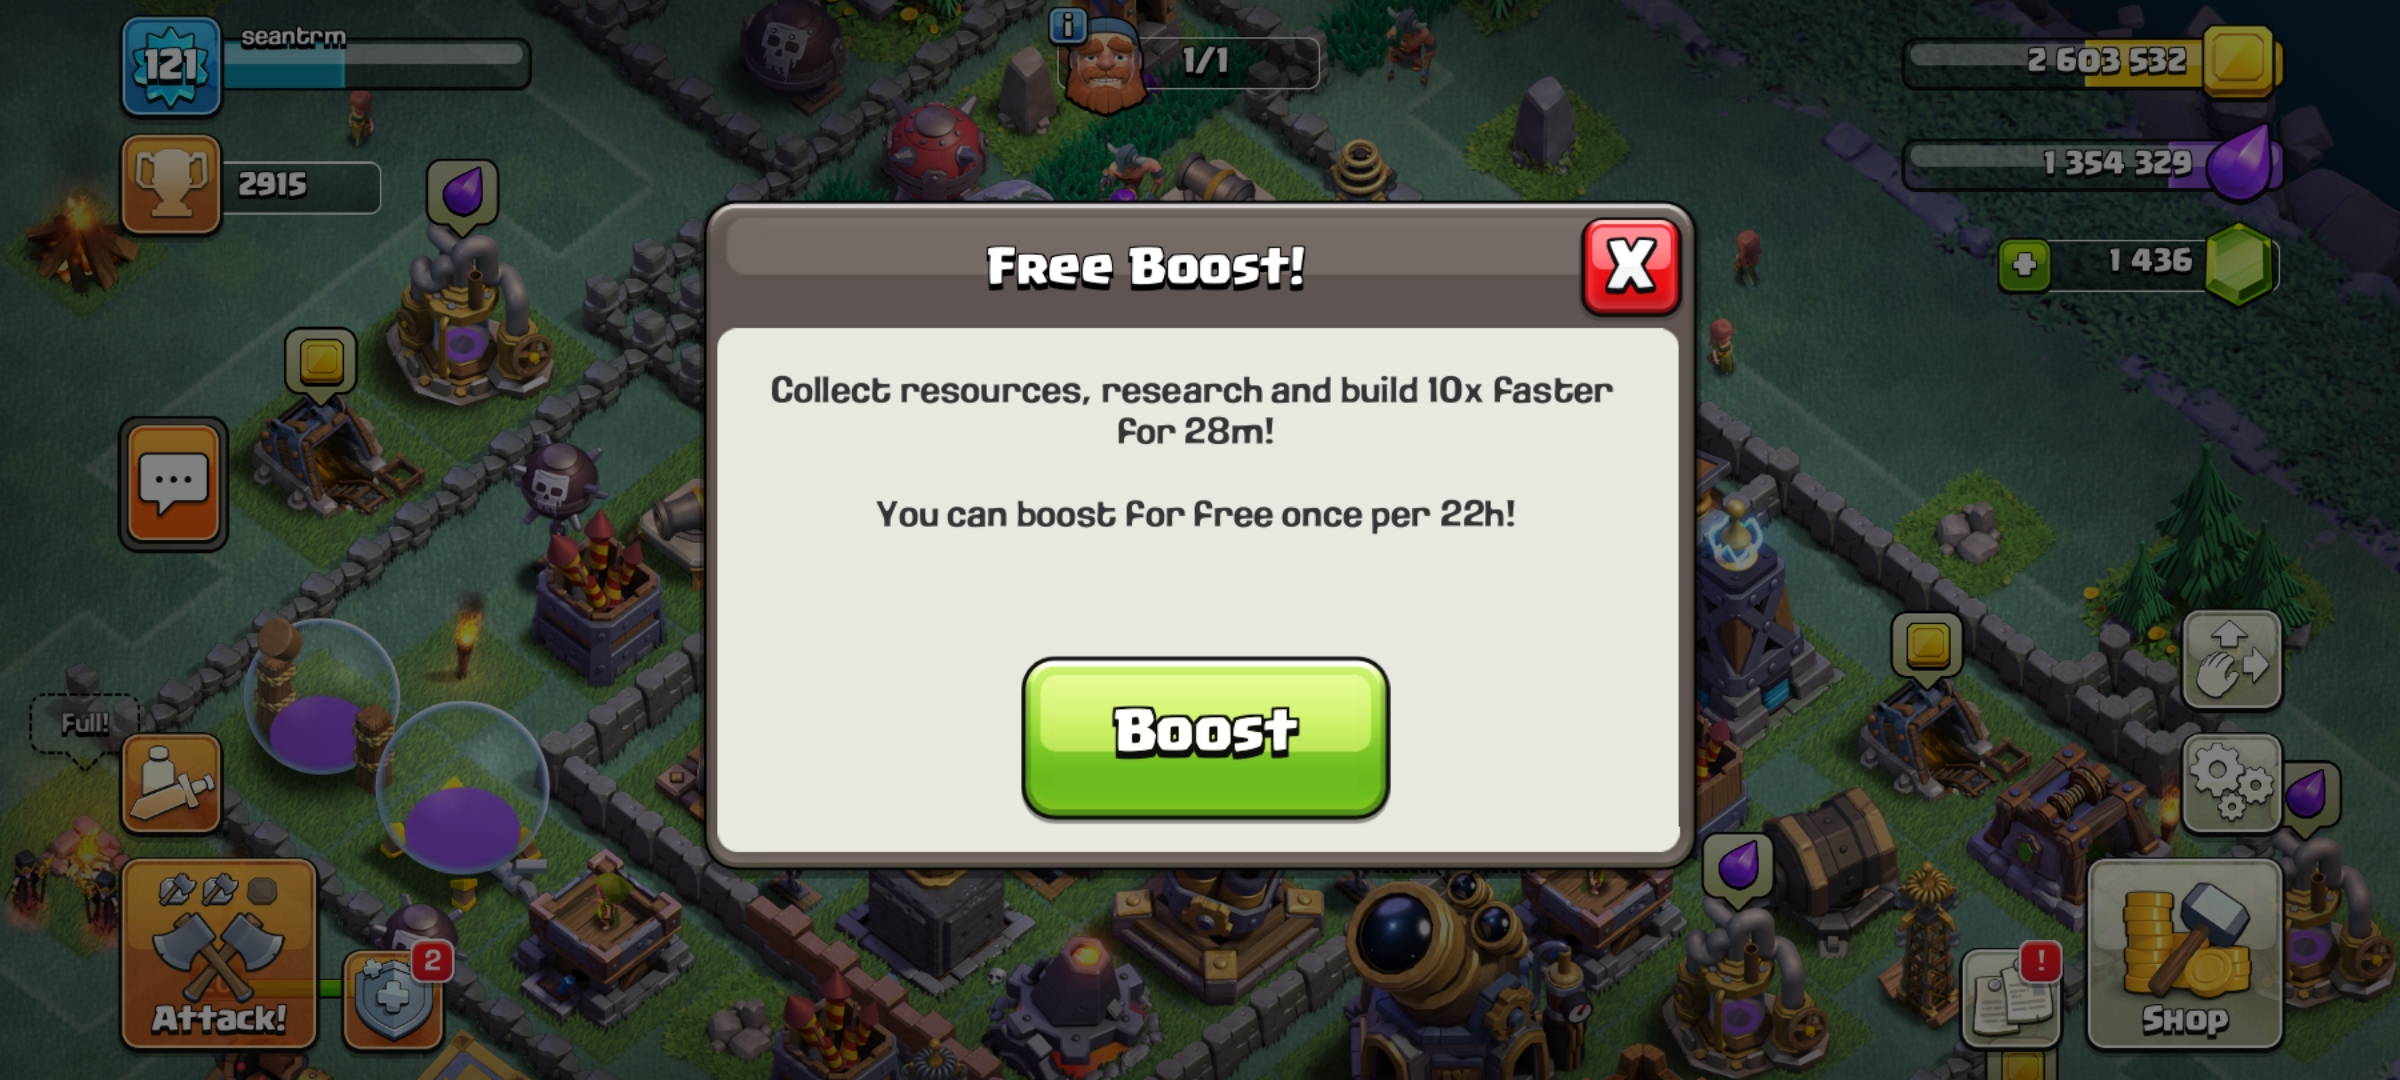 121
seantrm
i
1/1
2 603 532
2915
1 354 329
1 436
Free Boost!
X
Collect resources, research and build 10x faster
for 28m!
You can boost for free once per 22h!
Full!
Boost
2
!
Attack!
Shop